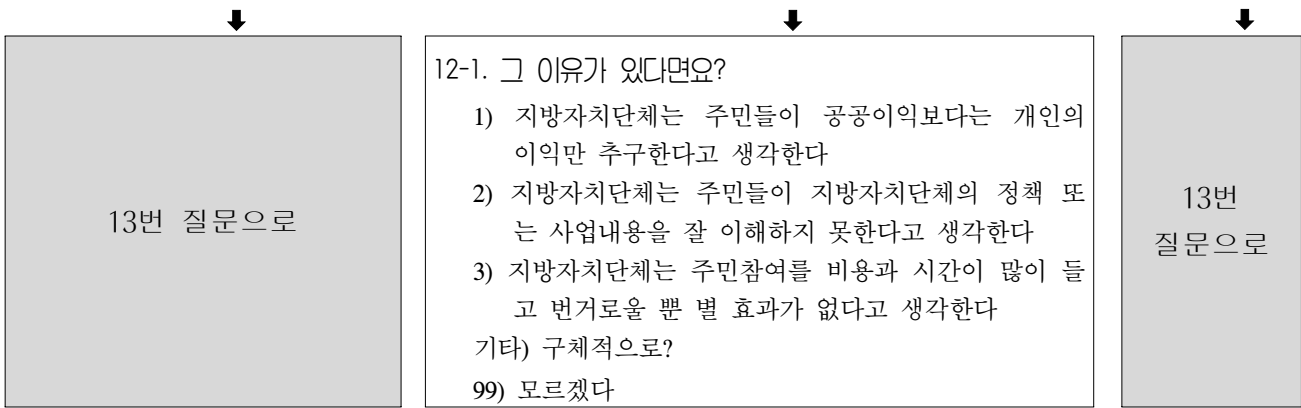 13번 질문으로
12-1. 그 이유가 있다면요?
1) 지방자치단체는 주민들이 공공이익보다는 개인의
이익만 추구한다고 생각한다
2) 지방자치단체는 주민들이 지방자치단체의 정책 또
는 사업내용을 잘 이해하지 못한다고 생각한다
3) 지방자치단체는 주민참여를 비용과 시간이 많이 들
고 번거로울 뿐 별 효과가 없다고 생각한다
기타) 구체적으로?
99) 모르겠다
13번
질문으로